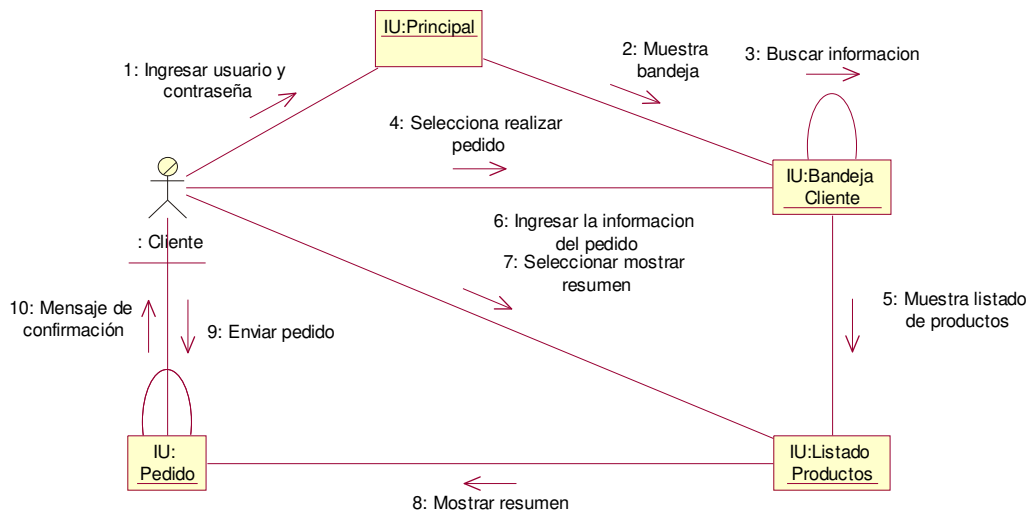 IU:Principal
1: Ingresar usuario y
contraseña
2: Muestra
bandeja
3: Buscar informacion
4: Selecciona realizar
pedido
IU:Bandeja
Cliente
: Cliente
6: Ingresar la informacion
del pedido
7: Seleccionar mostrar
resumen
5: Muestra listado
de productos
10: Mensaje de
confirmación
9: Enviar pedido
IU:
Pedido
IU:Listado
Productos
8: Mostrar resumen